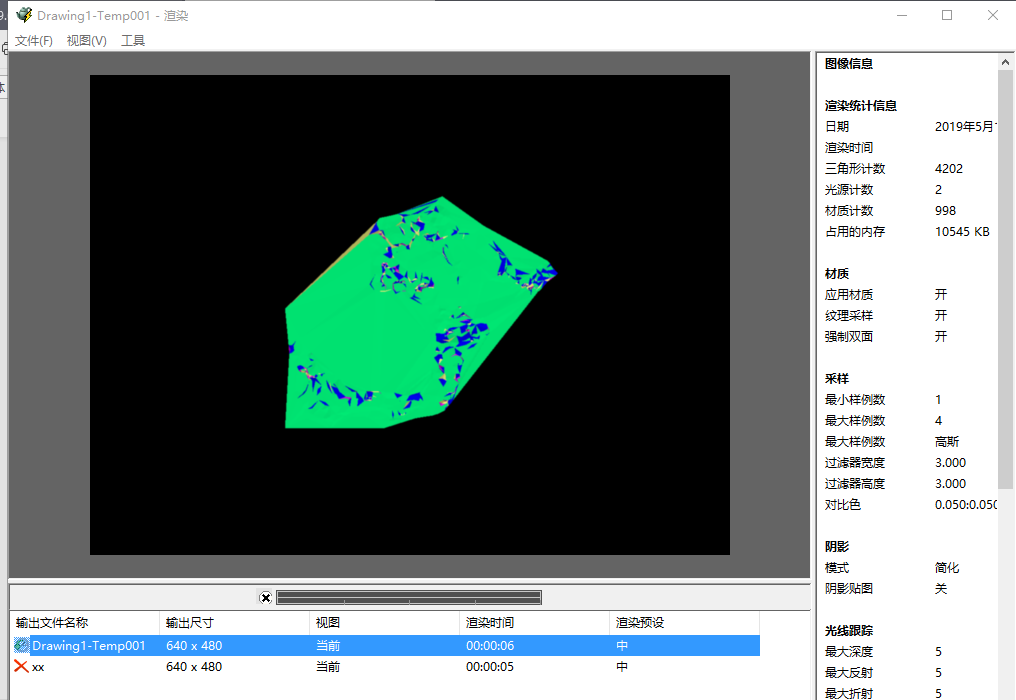 Drawing1-Temp001 - 渲染
文件(F) 视图(V) 工具
图像信息
渲染统计信息
日期 2019年5月
渲染时间
三角形计数 4202
光源计数 2
材质计数 998
占用的内存 10545 KB
材质
应用材质 开
纹理采样 开
强制双面 开
采样
最小样例数 1
最大样例数 4
最大样例数 高斯
过滤器宽度 3.000
过滤器高度 3.000
对比色 0.050:0.050
阴影
模式 简化
阴影贴图 关
光线跟踪
最大深度 5
最大反射 5
最大折射 5
输出文件名称 输出尺寸 视图 渲染时间 渲染预设
Drawing1-Temp001 640 x 480 当前 00:00:06 中
xx 640 x 480 当前 00:00:05 中